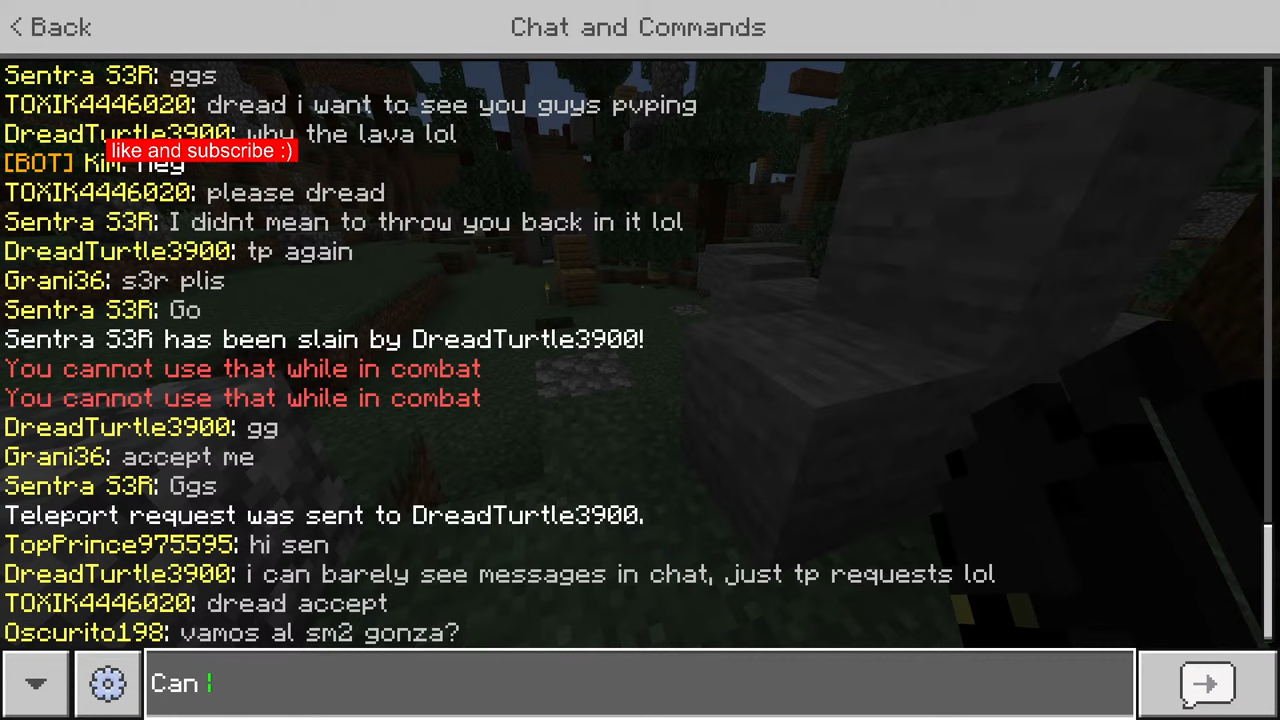 < Back
Chat and Commands
Sentra S3R: ggs
TOXIK4446020: dread i want to see you guys pvping
DreadTurtle3900: why the lava lol
like and subscribe :)
[BOT] Kim: hey
TOXIK4446020: please dread
Sentra S3R: I didnt mean to throw you back in it lol
DreadTurtle3900: tp again
Grani36: s3r plis
Sentra S3R: Go
Sentra S3R has been slain by DreadTurtle3900!
You cannot use that while in combat
You cannot use that while in combat
DreadTurtle3900: gg
Grani36: accept me
Sentra S3R: Ggs
Teleport request was sent to DreadTurtle3900.
TopPrince975595: hi sen
DreadTurtle3900: i can barely see messages in chat, just tp requests lol
TOXIK4446020: dread accept
Oscurito198: vamos al sm2 gonza?
Can